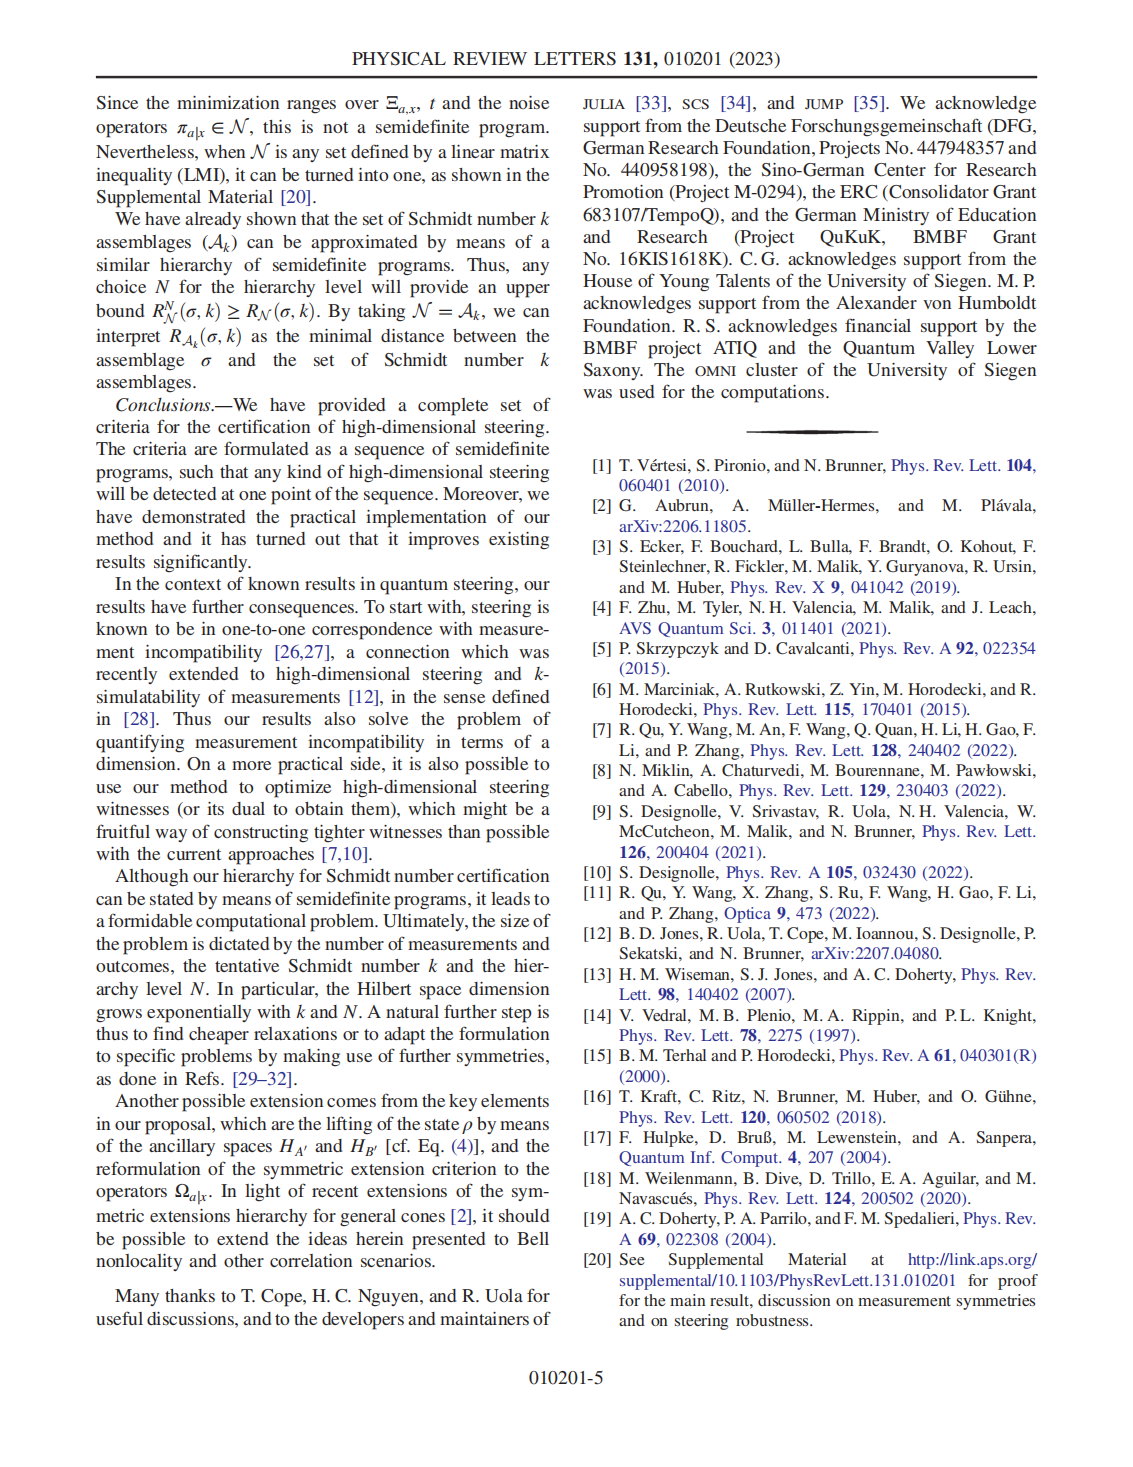 PHYSICAL REVIEW LETTERS 131, 010201 (2023)
Since the minimization ranges over Ξa,x, t and the noise
operators πa|x ∈ 𝒩, this is not a semidefinite program.
Nevertheless, when 𝒩 is any set defined by a linear matrix
inequality (LMI), it can be turned into one, as shown in the
Supplemental Material [20].
We have already shown that the set of Schmidt number k
assemblages (𝒜k) can be approximated by means of a
similar hierarchy of semidefinite programs. Thus, any
choice N for the hierarchy level will provide an upper
bound R^N_𝒩(σ, k) ≥ R_𝒩(σ, k). By taking 𝒩 = 𝒜k, we can
interpret R_𝒜k(σ, k) as the minimal distance between the
assemblage σ and the set of Schmidt number k
assemblages.
Conclusions.—We have provided a complete set of
criteria for the certification of high-dimensional steering.
The criteria are formulated as a sequence of semidefinite
programs, such that any kind of high-dimensional steering
will be detected at one point of the sequence. Moreover, we
have demonstrated the practical implementation of our
method and it has turned out that it improves existing
results significantly.
In the context of known results in quantum steering, our
results have further consequences. To start with, steering is
known to be in one-to-one correspondence with measure-
ment incompatibility [26,27], a connection which was
recently extended to high-dimensional steering and k-
simulatability of measurements [12], in the sense defined
in [28]. Thus our results also solve the problem of
quantifying measurement incompatibility in terms of a
dimension. On a more practical side, it is also possible to
use our method to optimize high-dimensional steering
witnesses (or its dual to obtain them), which might be a
fruitful way of constructing tighter witnesses than possible
with the current approaches [7,10].
Although our hierarchy for Schmidt number certification
can be stated by means of semidefinite programs, it leads to
a formidable computational problem. Ultimately, the size of
the problem is dictated by the number of measurements and
outcomes, the tentative Schmidt number k and the hier-
archy level N. In particular, the Hilbert space dimension
grows exponentially with k and N. A natural further step is
thus to find cheaper relaxations or to adapt the formulation
to specific problems by making use of further symmetries,
as done in Refs. [29–32].
Another possible extension comes from the key elements
in our proposal, which are the lifting of the state ρ by means
of the ancillary spaces HA′ and HB′ [cf. Eq. (4)], and the
reformulation of the symmetric extension criterion to the
operators Ωa|x. In light of recent extensions of the sym-
metric extensions hierarchy for general cones [2], it should
be possible to extend the ideas herein presented to Bell
nonlocality and other correlation scenarios.
Many thanks to T. Cope, H. C. Nguyen, and R. Uola for
useful discussions, and to the developers and maintainers of
JULIA [33], SCS [34], and JUMP [35]. We acknowledge
support from the Deutsche Forschungsgemeinschaft (DFG,
German Research Foundation, Projects No. 447948357 and
No. 440958198), the Sino-German Center for Research
Promotion (Project M-0294), the ERC (Consolidator Grant
683107/TempoQ), and the German Ministry of Education
and Research (Project QuKuK, BMBF Grant
No. 16KIS1618K). C. G. acknowledges support from the
House of Young Talents of the University of Siegen. M. P.
acknowledges support from the Alexander von Humboldt
Foundation. R. S. acknowledges financial support by the
BMBF project ATIQ and the Quantum Valley Lower
Saxony. The OMNI cluster of the University of Siegen
was used for the computations.
[1] T. Vértesi, S. Pironio, and N. Brunner, Phys. Rev. Lett. 104,
060401 (2010).
[2] G. Aubrun, A. Müller-Hermes, and M. Plávala,
arXiv:2206.11805.
[3] S. Ecker, F. Bouchard, L. Bulla, F. Brandt, O. Kohout, F.
Steinlechner, R. Fickler, M. Malik, Y. Guryanova, R. Ursin,
and M. Huber, Phys. Rev. X 9, 041042 (2019).
[4] F. Zhu, M. Tyler, N. H. Valencia, M. Malik, and J. Leach,
AVS Quantum Sci. 3, 011401 (2021).
[5] P. Skrzypczyk and D. Cavalcanti, Phys. Rev. A 92, 022354
(2015).
[6] M. Marciniak, A. Rutkowski, Z. Yin, M. Horodecki, and R.
Horodecki, Phys. Rev. Lett. 115, 170401 (2015).
[7] R. Qu, Y. Wang, M. An, F. Wang, Q. Quan, H. Li, H. Gao, F.
Li, and P. Zhang, Phys. Rev. Lett. 128, 240402 (2022).
[8] N. Miklin, A. Chaturvedi, M. Bourennane, M. Pawłowski,
and A. Cabello, Phys. Rev. Lett. 129, 230403 (2022).
[9] S. Designolle, V. Srivastav, R. Uola, N. H. Valencia, W.
McCutcheon, M. Malik, and N. Brunner, Phys. Rev. Lett.
126, 200404 (2021).
[10] S. Designolle, Phys. Rev. A 105, 032430 (2022).
[11] R. Qu, Y. Wang, X. Zhang, S. Ru, F. Wang, H. Gao, F. Li,
and P. Zhang, Optica 9, 473 (2022).
[12] B. D. Jones, R. Uola, T. Cope, M. Ioannou, S. Designolle, P.
Sekatski, and N. Brunner, arXiv:2207.04080.
[13] H. M. Wiseman, S. J. Jones, and A. C. Doherty, Phys. Rev.
Lett. 98, 140402 (2007).
[14] V. Vedral, M. B. Plenio, M. A. Rippin, and P. L. Knight,
Phys. Rev. Lett. 78, 2275 (1997).
[15] B. M. Terhal and P. Horodecki, Phys. Rev. A 61, 040301(R)
(2000).
[16] T. Kraft, C. Ritz, N. Brunner, M. Huber, and O. Gühne,
Phys. Rev. Lett. 120, 060502 (2018).
[17] F. Hulpke, D. Bruß, M. Lewenstein, and A. Sanpera,
Quantum Inf. Comput. 4, 207 (2004).
[18] M. Weilenmann, B. Dive, D. Trillo, E. A. Aguilar, and M.
Navascués, Phys. Rev. Lett. 124, 200502 (2020).
[19] A. C. Doherty, P. A. Parrilo, and F. M. Spedalieri, Phys. Rev.
A 69, 022308 (2004).
[20] See Supplemental Material at http://link.aps.org/
supplemental/10.1103/PhysRevLett.131.010201 for proof
for the main result, discussion on measurement symmetries
and on steering robustness.
010201-5